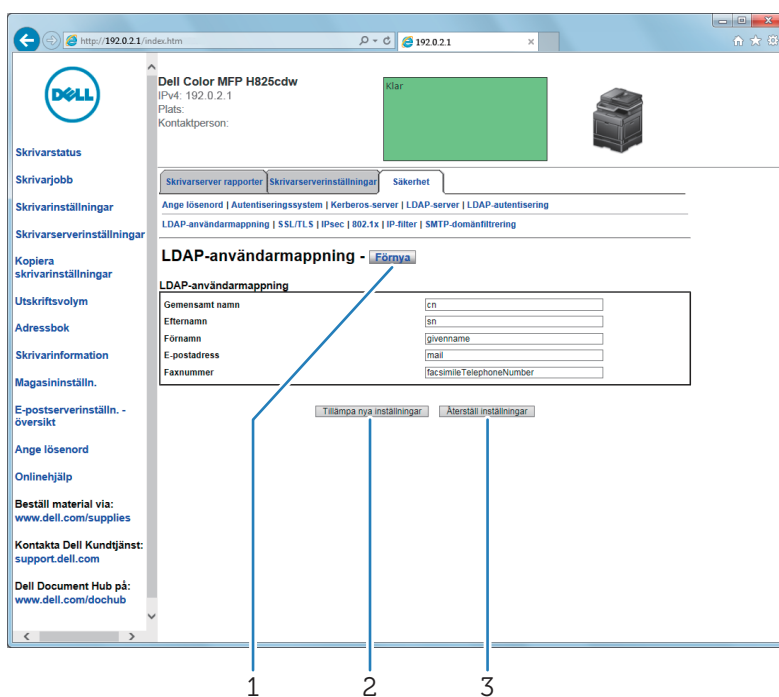 http://192.0.2.1/index.htm
192.0.2.1
DELL
Dell Color MFP H825cdw
IPv4: 192.0.2.1
Plats:
Kontaktperson:
Klar
Skrivarstatus
Skrivarjobb
Skrivarinställningar
Skrivarserverinställningar
Kopiera
skrivarinställningar
Utskriftsvolym
Adressbok
Skrivarinformation
Magasininställn.
E-postserverinställn. -
översikt
Ange lösenord
Onlinehjälp
Beställ material via:
www.dell.com/supplies
Kontakta Dell Kundtjänst:
support.dell.com
Dell Document Hub på:
www.dell.com/dochub
Skrivarserver rapporter Skrivarserverinställningar Säkerhet
Ange lösenord | Autentiseringssystem | Kerberos-server | LDAP-server | LDAP-autentisering
LDAP-användarmappning | SSL/TLS | IPsec | 802.1x | IP-filter | SMTP-domänfiltrering
LDAP-användarmappning - Förnya
LDAP-användarmappning
Gemensamt namn cn
Efternamn sn
Förnamn givenname
E-postadress mail
Faxnummer facsimileTelephoneNumber
Tillämpa nya inställningar Återställ inställningar
1 2 3